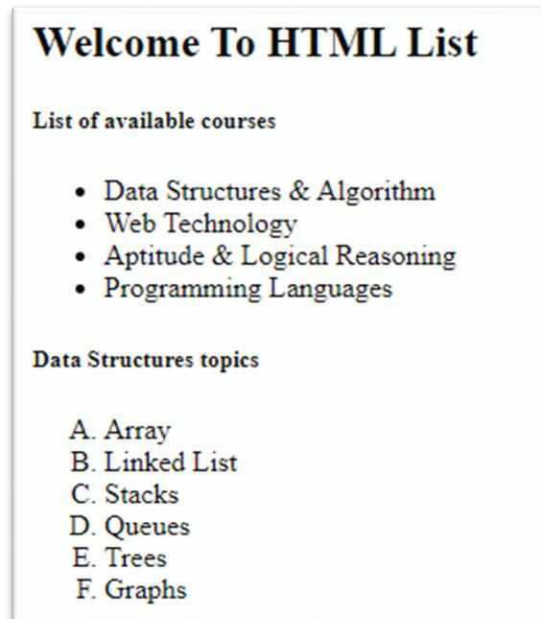 Welcome To HTML List
List of available courses
• Data Structures & Algorithm
• Web Technology
• Aptitude & Logical Reasoning
• Programming Languages
Data Structures topics
A. Array
B. Linked List
C. Stacks
D. Queues
E. Trees
F. Graphs